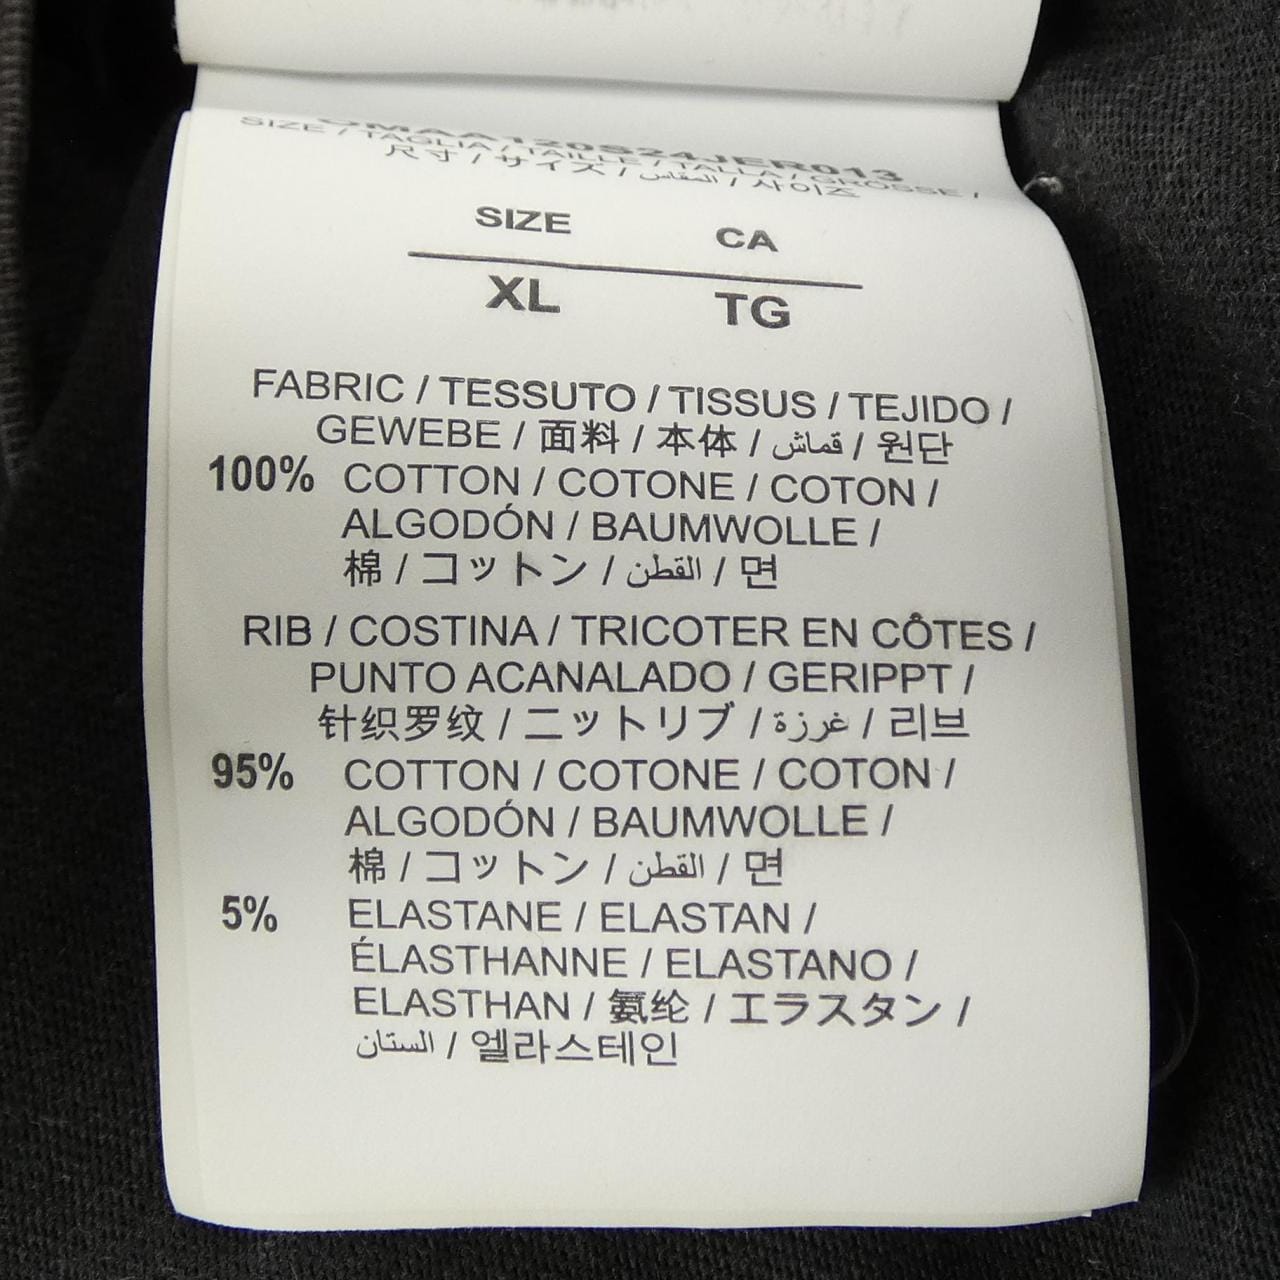 OMAA120S24JER013
SIZE / TAGLIA / TAILLE / TALLA / GRÖSSE /
尺寸 / サイズ / المقاس / 사이즈
SIZE CA
XL TG
FABRIC / TESSUTO / TISSUS / TEJIDO /
GEWEBE / 面料 / 本体 / قماش / 원단
100% COTTON / COTONE / COTON /
ALGODÓN / BAUMWOLLE /
棉 / コットン / القطن / 면
RIB / COSTINA / TRICOTER EN CÔTES /
PUNTO ACANALADO / GERIPPT /
针织罗纹 / ニットリブ / غرزة / 리브
95% COTTON / COTONE / COTON /
ALGODÓN / BAUMWOLLE /
棉 / コットン / القطن / 면
5% ELASTANE / ELASTAN /
ÉLASTHANNE / ELASTANO /
ELASTHAN / 氨纶 / エラスタン /
الستان / 엘라스테인